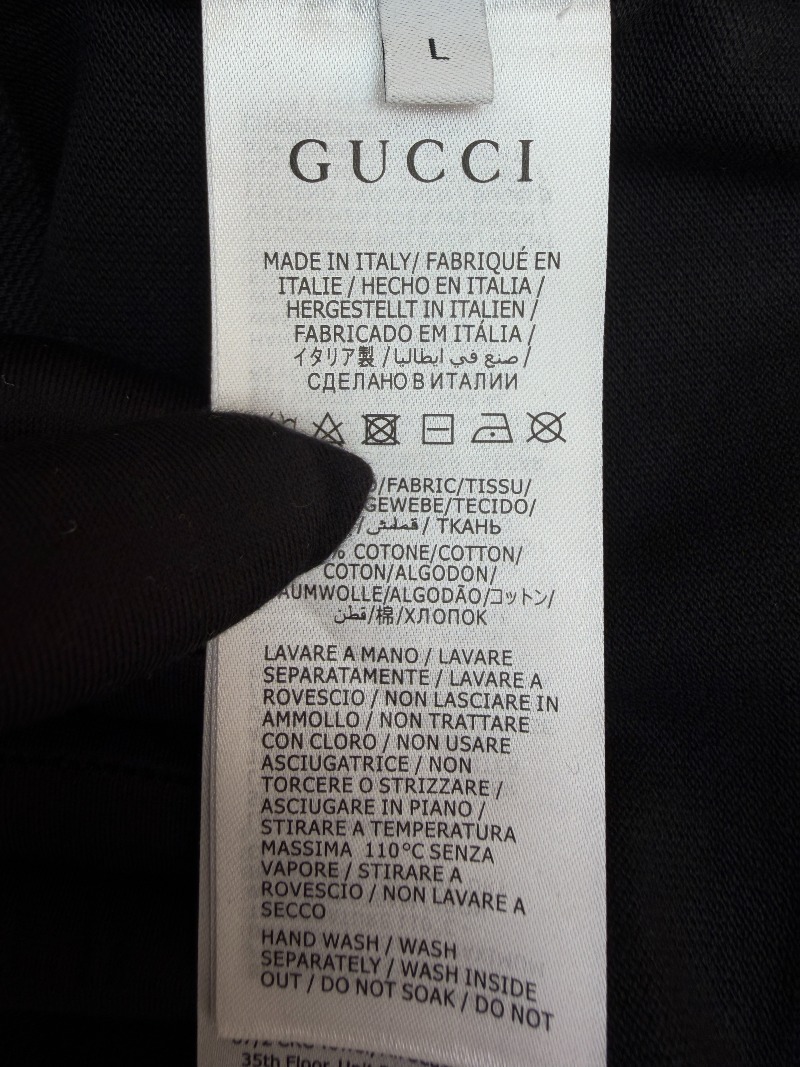 L
GUCCI
MADE IN ITALY/ FABRIQUÉ EN
ITALIE / HECHO EN ITALIA /
HERGESTELLT IN ITALIEN /
FABRICADO EM ITÁLIA /
イタリア製 / صنع في ايطاليا /
СДЕЛАНО В ИТАЛИИ
/FABRIC/TISSU/
GEWEBE/TECIDO/
/ ТКАНЬ
% COTONE/COTTON/
COTON/ALGODON/
AUMWOLLE/ALGODÃO/コットン/
قطن/棉/ХЛОПОК
LAVARE A MANO / LAVARE
SEPARATAMENTE / LAVARE A
ROVESCIO / NON LASCIARE IN
AMMOLLO / NON TRATTARE
CON CLORO / NON USARE
ASCIUGATRICE / NON
TORCERE O STRIZZARE /
ASCIUGARE IN PIANO /
STIRARE A TEMPERATURA
MASSIMA 110°C SENZA
VAPORE / STIRARE A
ROVESCIO / NON LAVARE A
SECCO
HAND WASH / WASH
SEPARATELY / WASH INSIDE
OUT / DO NOT SOAK / DO NOT
35th Floor,